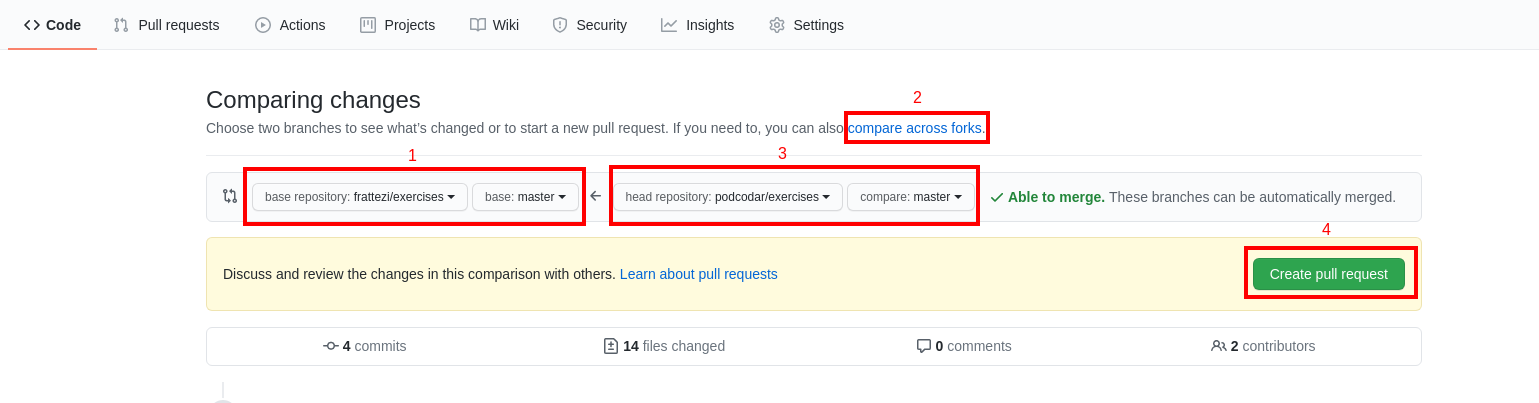 Code Pull requests Actions Projects Wiki Security Insights Settings
Comparing changes
2
Choose two branches to see what's changed or to start a new pull request. If you need to, you can also compare across forks.
1 3
base repository: frattezi/exercises base: master head repository: podcodar/exercises compare: master Able to merge. These branches can be automatically merged.
4
Discuss and review the changes in this comparison with others. Learn about pull requests Create pull request
4 commits 14 files changed 0 comments 2 contributors